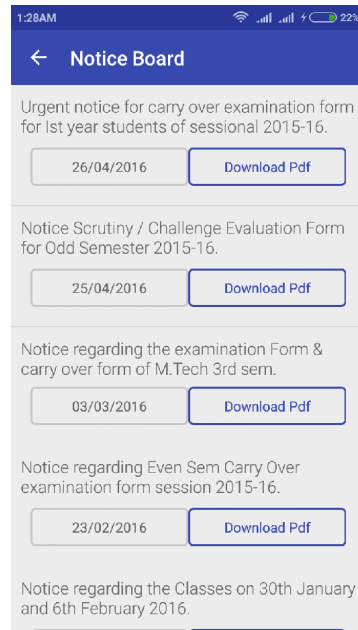 1:28AM 22%
Notice Board
Urgent notice for carry over examination form
for Ist year students of sessional 2015-16.
26/04/2016 Download Pdf
Notice Scrutiny / Challenge Evaluation Form
for Odd Semester 2015-16.
25/04/2016 Download Pdf
Notice regarding the examination Form &
carry over form of M.Tech 3rd sem.
03/03/2016 Download Pdf
Notice regarding Even Sem Carry Over
examination form session 2015-16.
23/02/2016 Download Pdf
Notice regarding the Classes on 30th January
and 6th February 2016.